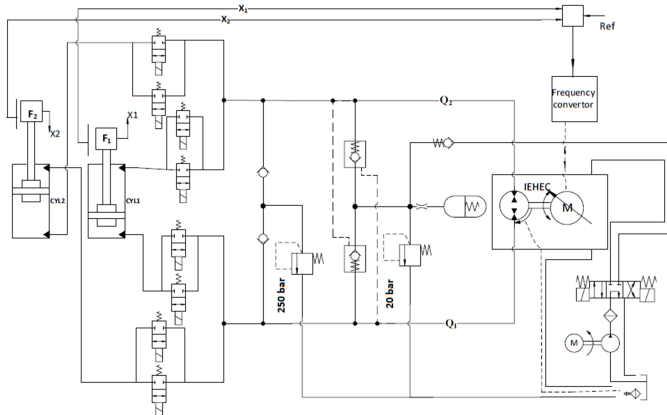 X₁
X₂
Ref
Frequency
convertor
F₂
X2
F₁
X1
CYL2
CYL1
Q₂
IEHEC
M
250 bar
20 bar
Q₁
M